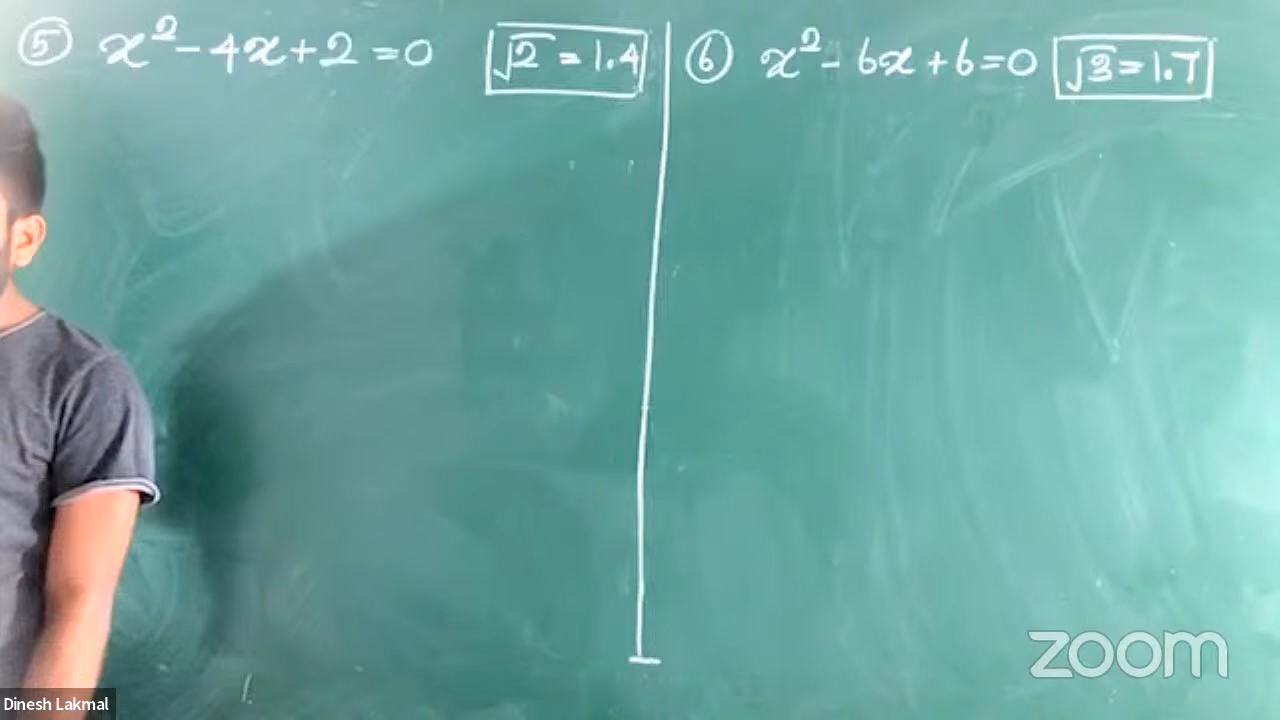 ⑤ x² - 4x + 2 = 0 √2 = 1.4
⑥ x² - 6x + 6 = 0 √3 = 1.7
zoom
Dinesh Lakmal